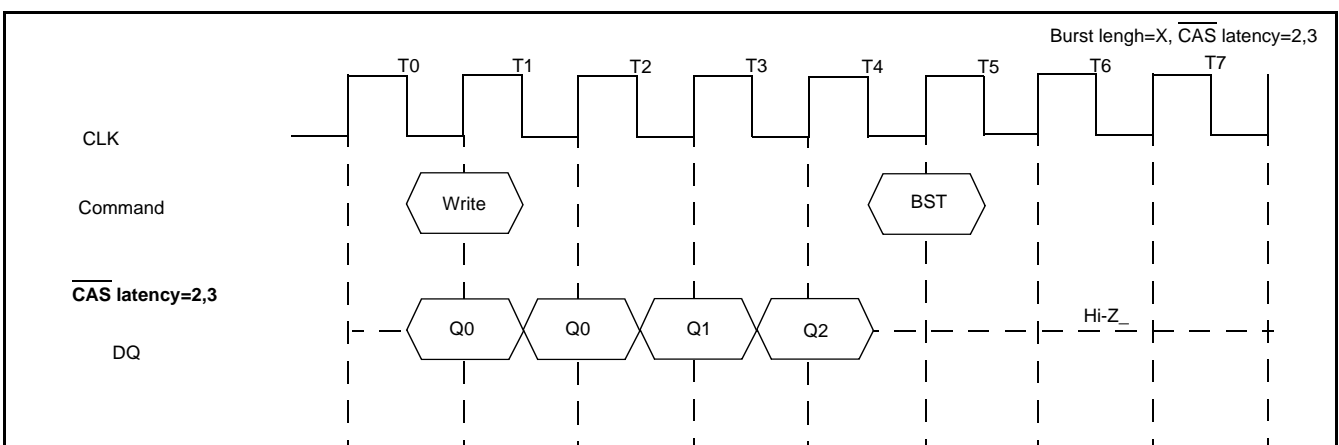 Burst lengh=X, CAS latency=2,3
T0 T1 T2 T3 T4 T5 T6 T7
CLK
Command Write BST
CAS latency=2,3
Hi-Z_
DQ Q0 Q0 Q1 Q2